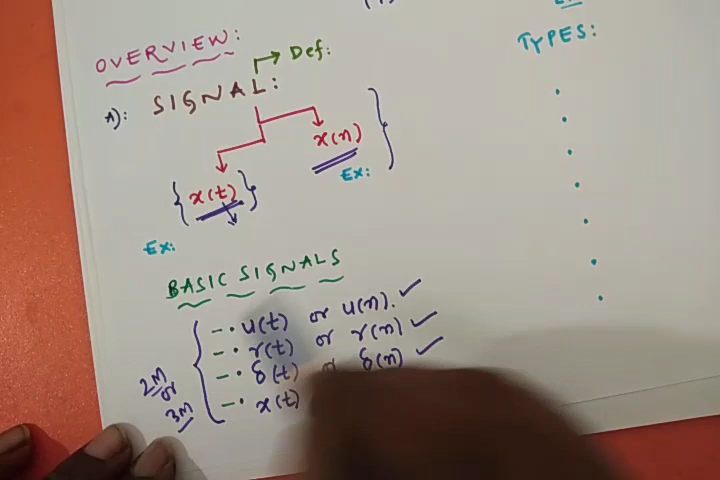 OVERVIEW:
Def:
A): SIGNAL:
x(n)
Ex:
x(t)
Ex:
BASIC SIGNALS
-• u(t) or u(n).
-• r(t) or r(n)
-• δ(t) or δ(n)
-• x(t)
2M or
3M
TYPES: